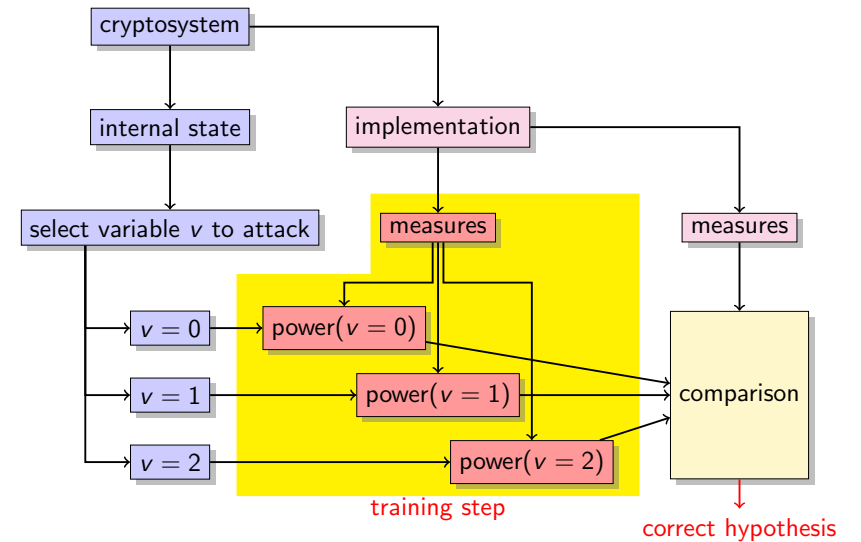 cryptosystem
internal state
implementation
select variable v to attack
measures
measures
v = 0
power(v = 0)
v = 1
power(v = 1)
comparison
v = 2
power(v = 2)
training step
correct hypothesis